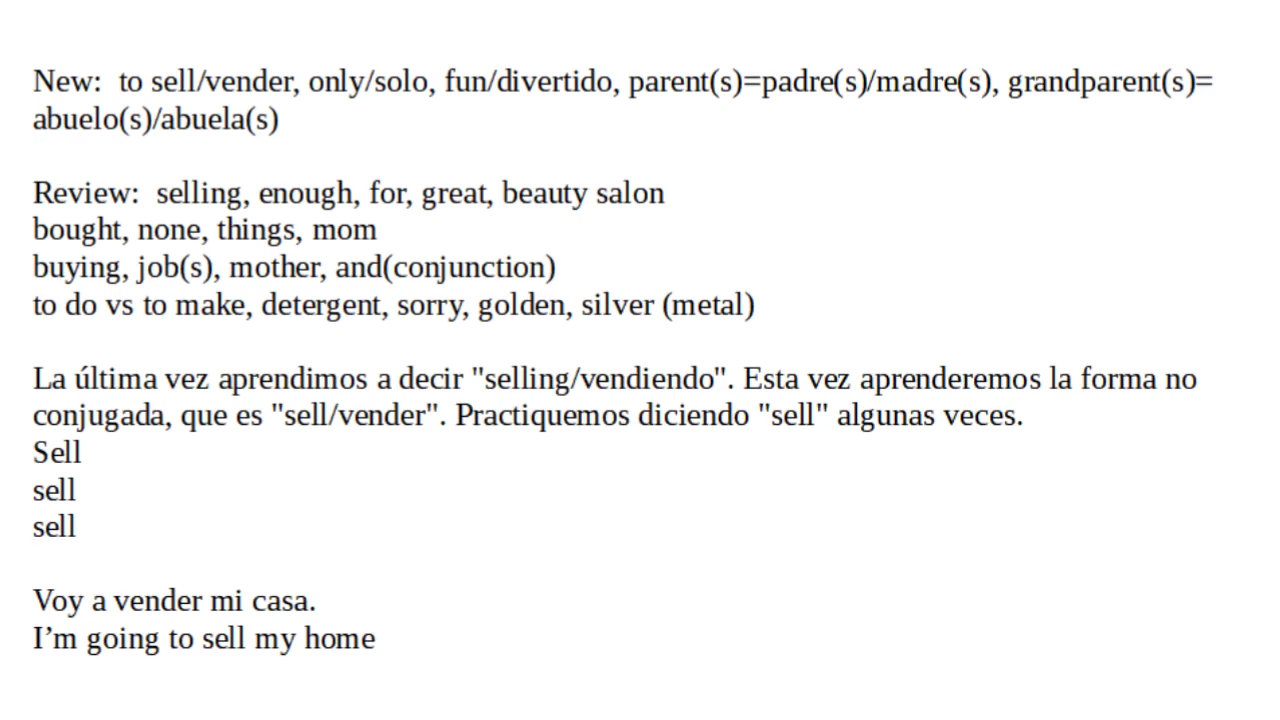 New:  to sell/vender, only/solo, fun/divertido, parent(s)=padre(s)/madre(s), grandparent(s)=
abuelo(s)/abuela(s)
Review:  selling, enough, for, great, beauty salon
bought, none, things, mom
buying, job(s), mother, and(conjunction)
to do vs to make, detergent, sorry, golden, silver (metal)
La última vez aprendimos a decir "selling/vendiendo". Esta vez aprenderemos la forma no
conjugada, que es "sell/vender". Practiquemos diciendo "sell" algunas veces.
Sell
sell
sell
Voy a vender mi casa.
I’m going to sell my home